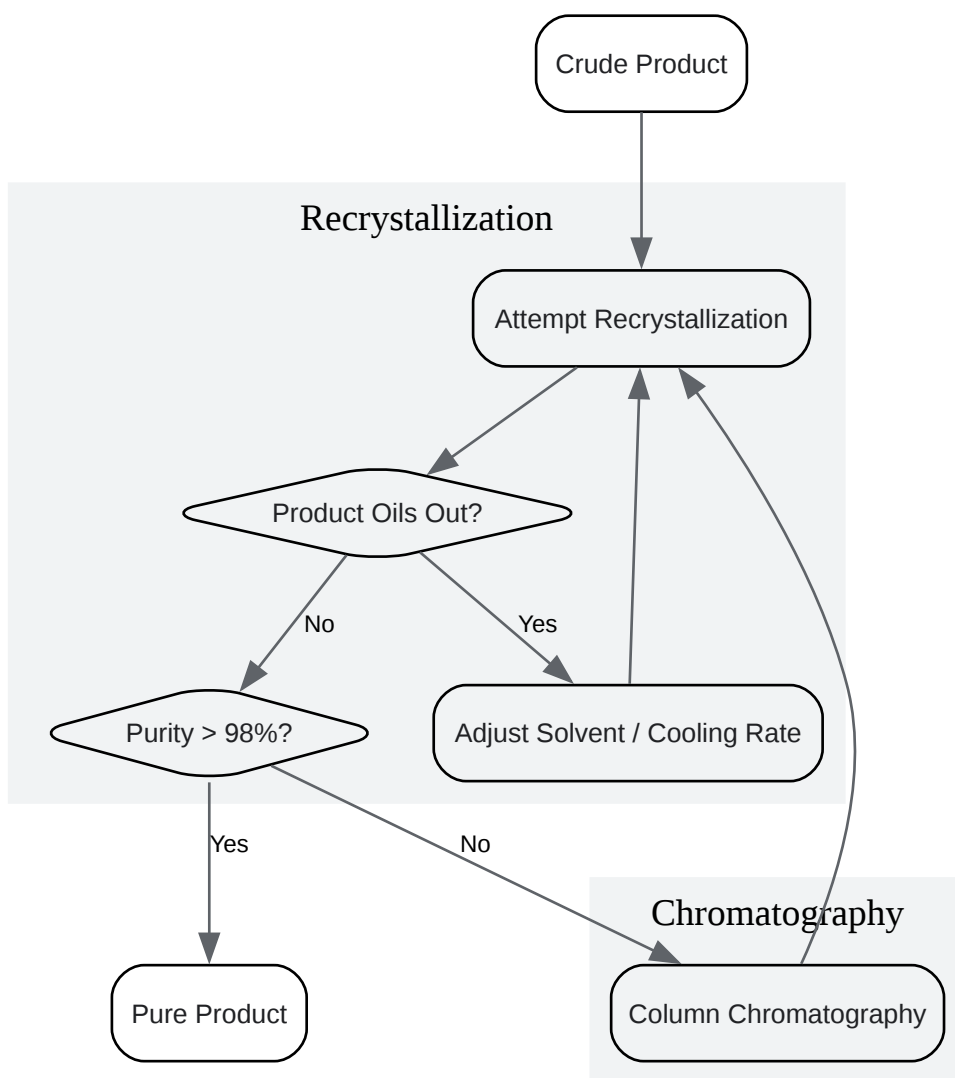 Crude Product
Recrystallization
Attempt Recrystallization
Product Oils Out?
No
Yes
Purity > 98%?
Adjust Solvent / Cooling Rate
Yes
No
Chromatography
Pure Product
Column Chromatography